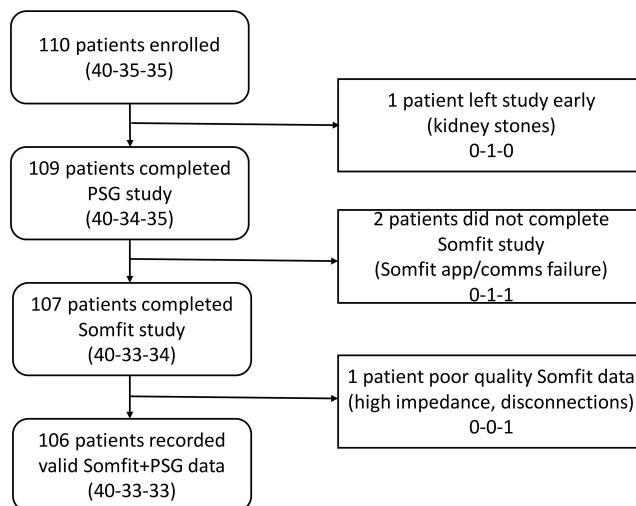 110 patients enrolled
(40-35-35)
1 patient left study early
(kidney stones)
0-1-0
109 patients completed
PSG study
(40-34-35)
2 patients did not complete
Somfit study
(Somfit app/comms failure)
0-1-1
107 patients completed
Somfit study
(40-33-34)
1 patient poor quality Somfit data
(high impedance, disconnections)
0-0-1
106 patients recorded
valid Somfit+PSG data
(40-33-33)